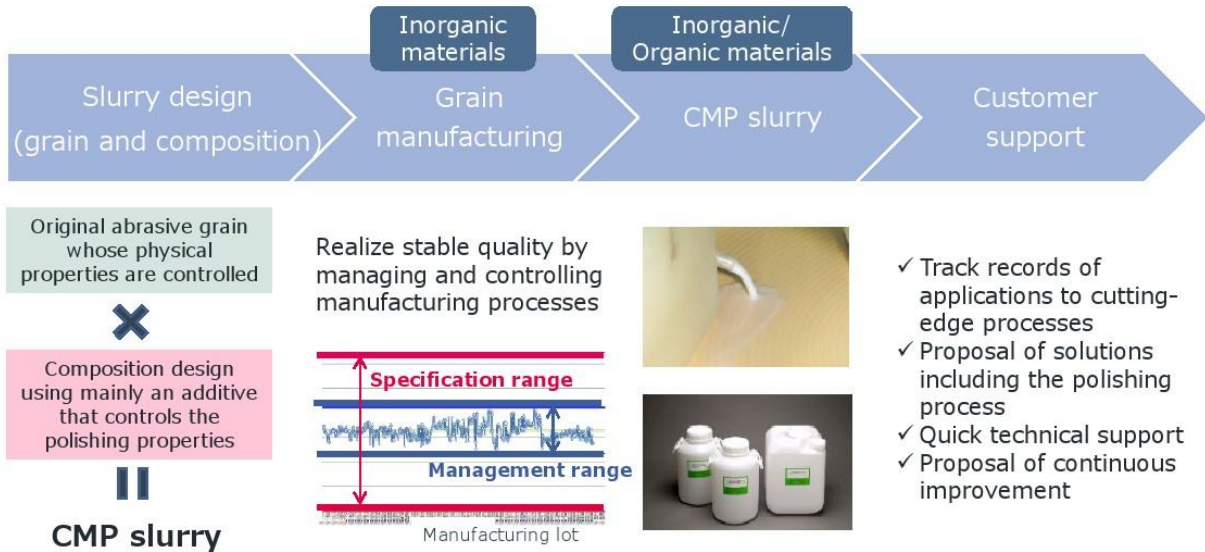 Inorganic
materials
Inorganic/
Organic materials
Slurry design
(grain and composition)
Grain
manufacturing
CMP slurry
Customer
support
Original abrasive grain
whose physical
properties are controlled
Composition design
using mainly an additive
that controls the
polishing properties
CMP slurry
Realize stable quality by
managing and controlling
manufacturing processes
Specification range
Management range
Manufacturing lot
✓ Track records of
applications to cutting-
edge processes
✓ Proposal of solutions
including the polishing
process
✓ Quick technical support
✓ Proposal of continuous
improvement